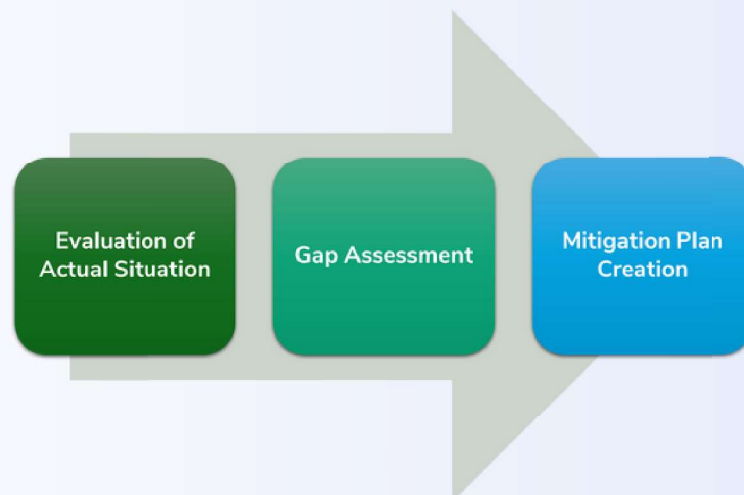 Evaluation of
Actual Situation
Gap Assessment
Mitigation Plan
Creation